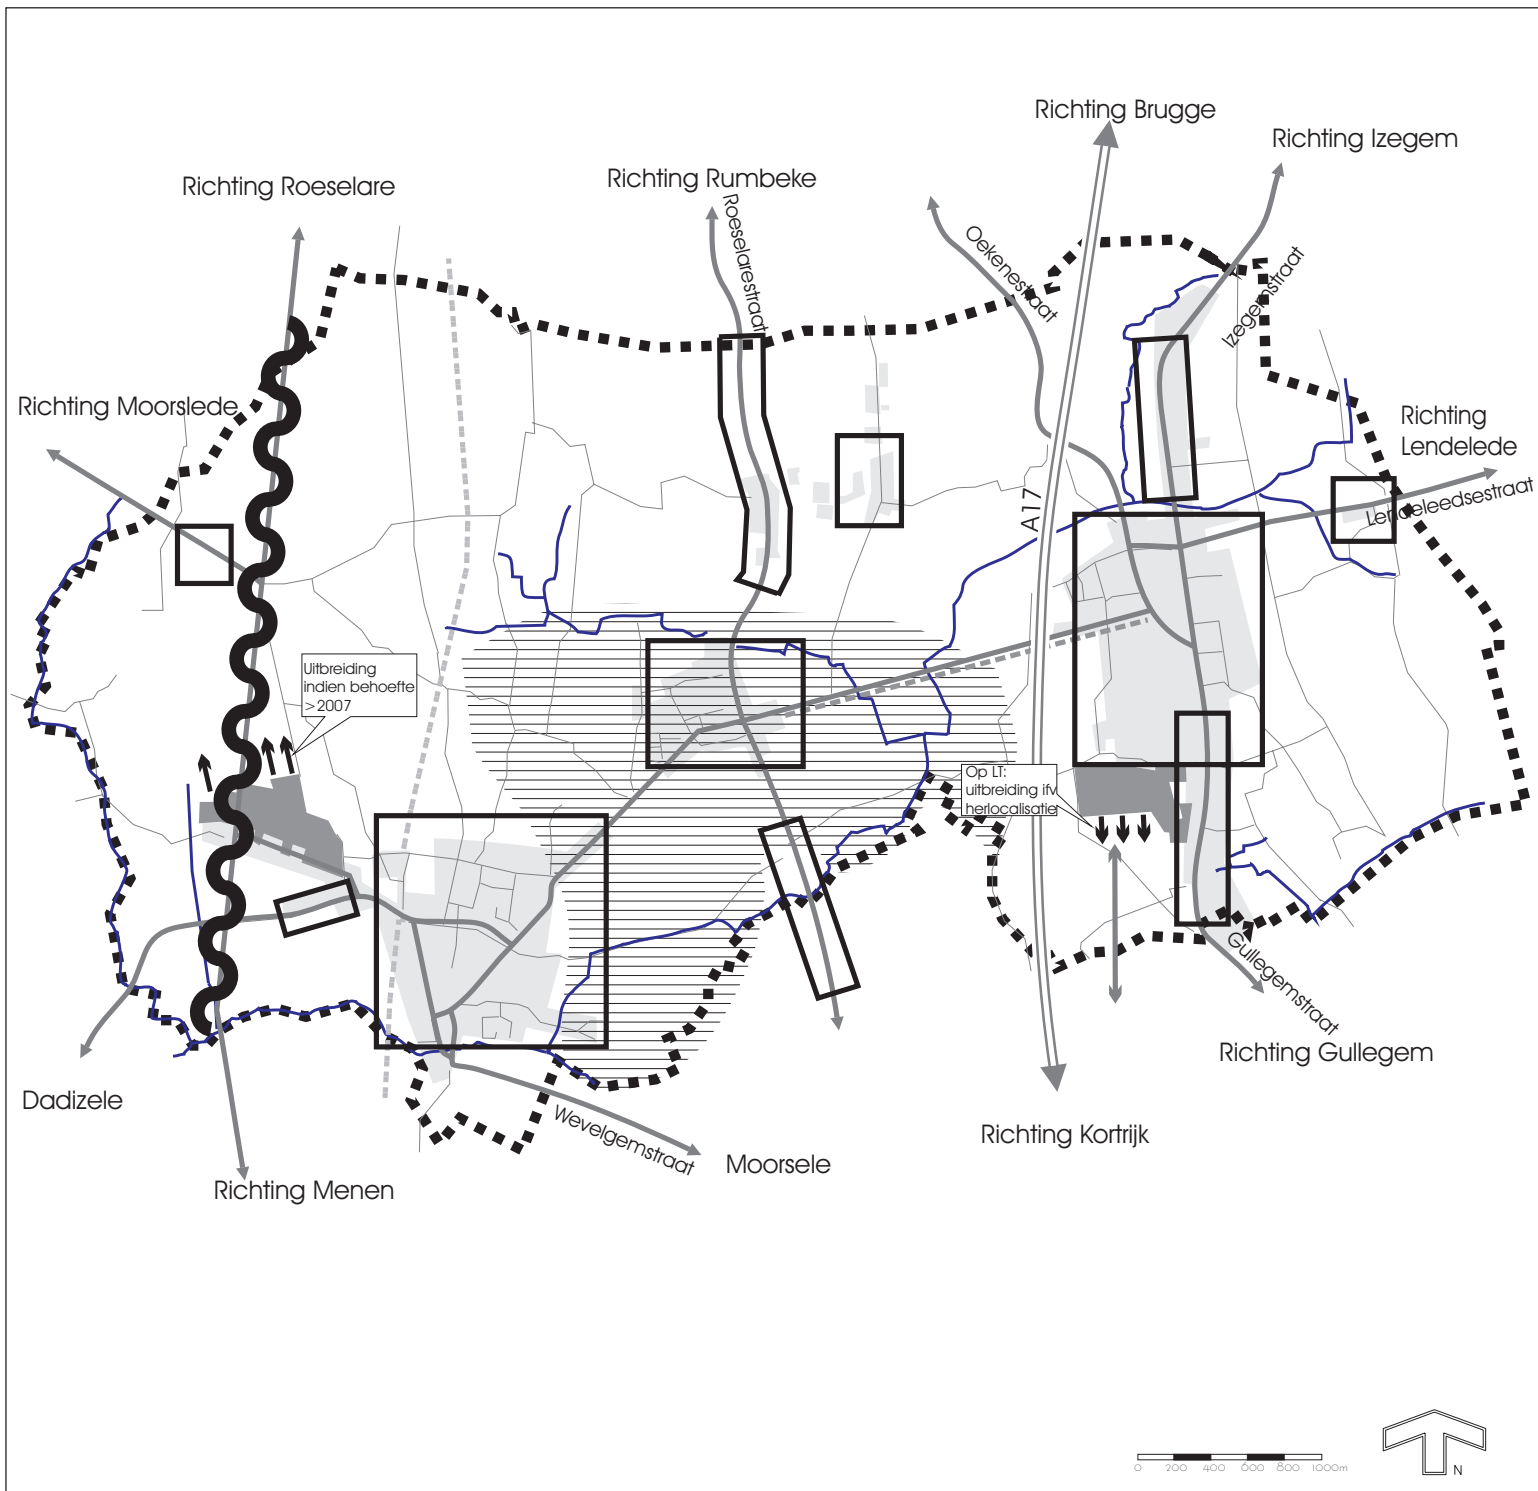 Richting Brugge
Richting Izegem
Richting Roeselare
Richting Rumbeke
Roeselarestraat
Oekenestraat
Izegemstraat
Richting Moorslede
Richting
Lendelede
Lendeleedsestraat
A17
Uitbreiding
indien behoefte
>2007
Op LT:
uitbreiding ifv
herlocalisatie
Gullegemstraat
Richting Gullegem
Dadizele
Wevelgemstraat
Moorsele
Richting Kortrijk
Richting Menen
0 200 400 600 800 1000m
N